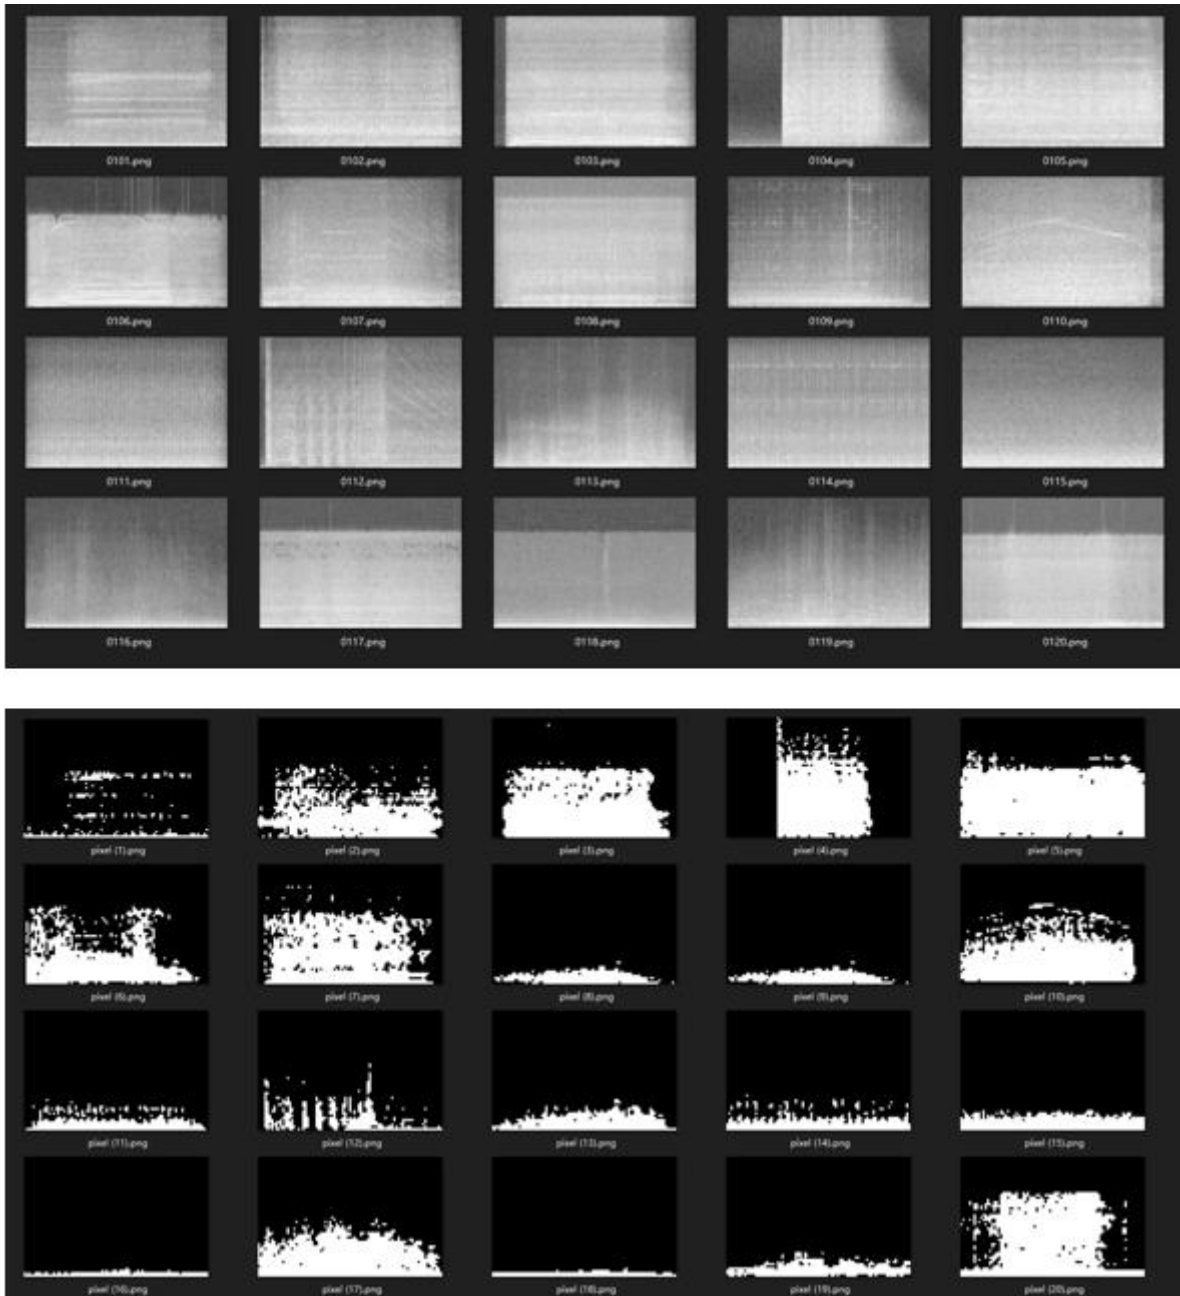 0101.png 0102.png 0103.png 0104.png 0105.png
0106.png 0107.png 0108.png 0109.png 0110.png
0111.png 0112.png 0113.png 0114.png 0115.png
0116.png 0117.png 0118.png 0119.png 0120.png
pixel (1).png pixel (2).png pixel (3).png pixel (4).png pixel (5).png
pixel (6).png pixel (7).png pixel (8).png pixel (9).png pixel (10).png
pixel (11).png pixel (12).png pixel (13).png pixel (14).png pixel (15).png
pixel (16).png pixel (17).png pixel (18).png pixel (19).png pixel (20).png